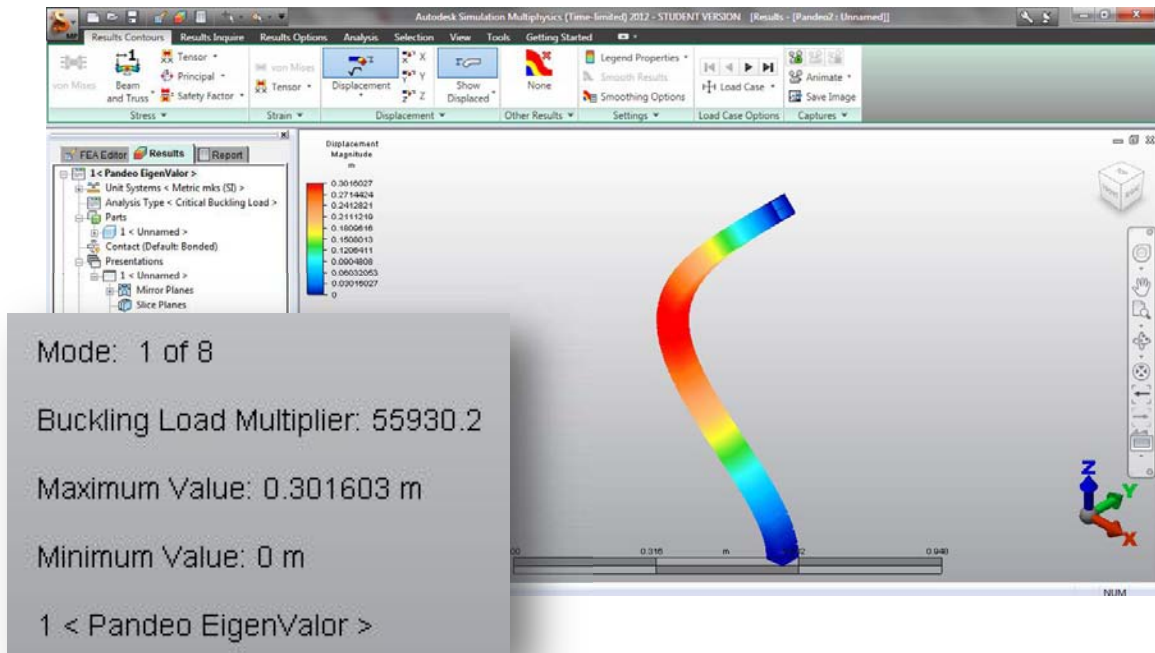 Autodesk Simulation Multiphysics (Time-limited) 2012 - STUDENT VERSION [Results - [Pandeo2 : Unnamed]]
Results Contours Results Inquire Results Options Analysis Selection View Tools Getting Started
von Mises
Beam and Truss
Tensor
Principal
Safety Factor
Stress
von Mises
Tensor
Strain
Displacement
X
Y
Z
Show Displaced
Displacement
None
Other Results
Legend Properties
Smooth Results
Smoothing Options
Settings
Load Case
Load Case Options
Animate
Save Image
Captures
FEA Editor Results Report
1 < Pandeo EigenValor >
Unit Systems < Metric mks (SI) >
Analysis Type < Critical Buckling Load >
Parts
1 < Unnamed >
Contact (Default: Bonded)
Presentations
1 < Unnamed >
Mirror Planes
Slice Planes
Displacement
Magnitude
m
0.3016027
0.2714424
0.2412821
0.2111219
0.1809616
0.1508013
0.1206411
0.0904808
0.06032053
0.03016027
0
0.316 m 0.948
Z
Y
X
NUM
Mode: 1 of 8
Buckling Load Multiplier: 55930.2
Maximum Value: 0.301603 m
Minimum Value: 0 m
1 < Pandeo EigenValor >